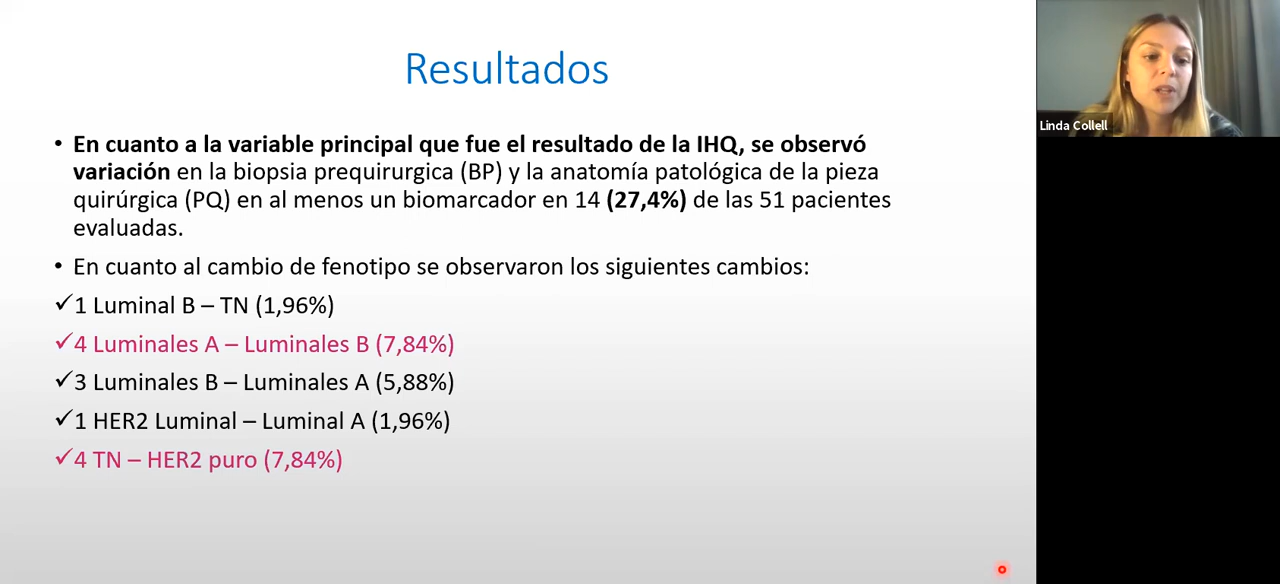 Resultados
• En cuanto a la variable principal que fue el resultado de la IHQ, se observó
variación en la biopsia prequirurgica (BP) y la anatomía patológica de la pieza
quirúrgica (PQ) en al menos un biomarcador en 14 (27,4%) de las 51 pacientes
evaluadas.
• En cuanto al cambio de fenotipo se observaron los siguientes cambios:
✓1 Luminal B – TN (1,96%)
✓4 Luminales A – Luminales B (7,84%)
✓3 Luminales B – Luminales A (5,88%)
✓1 HER2 Luminal – Luminal A (1,96%)
✓4 TN – HER2 puro (7,84%)
Linda Collell